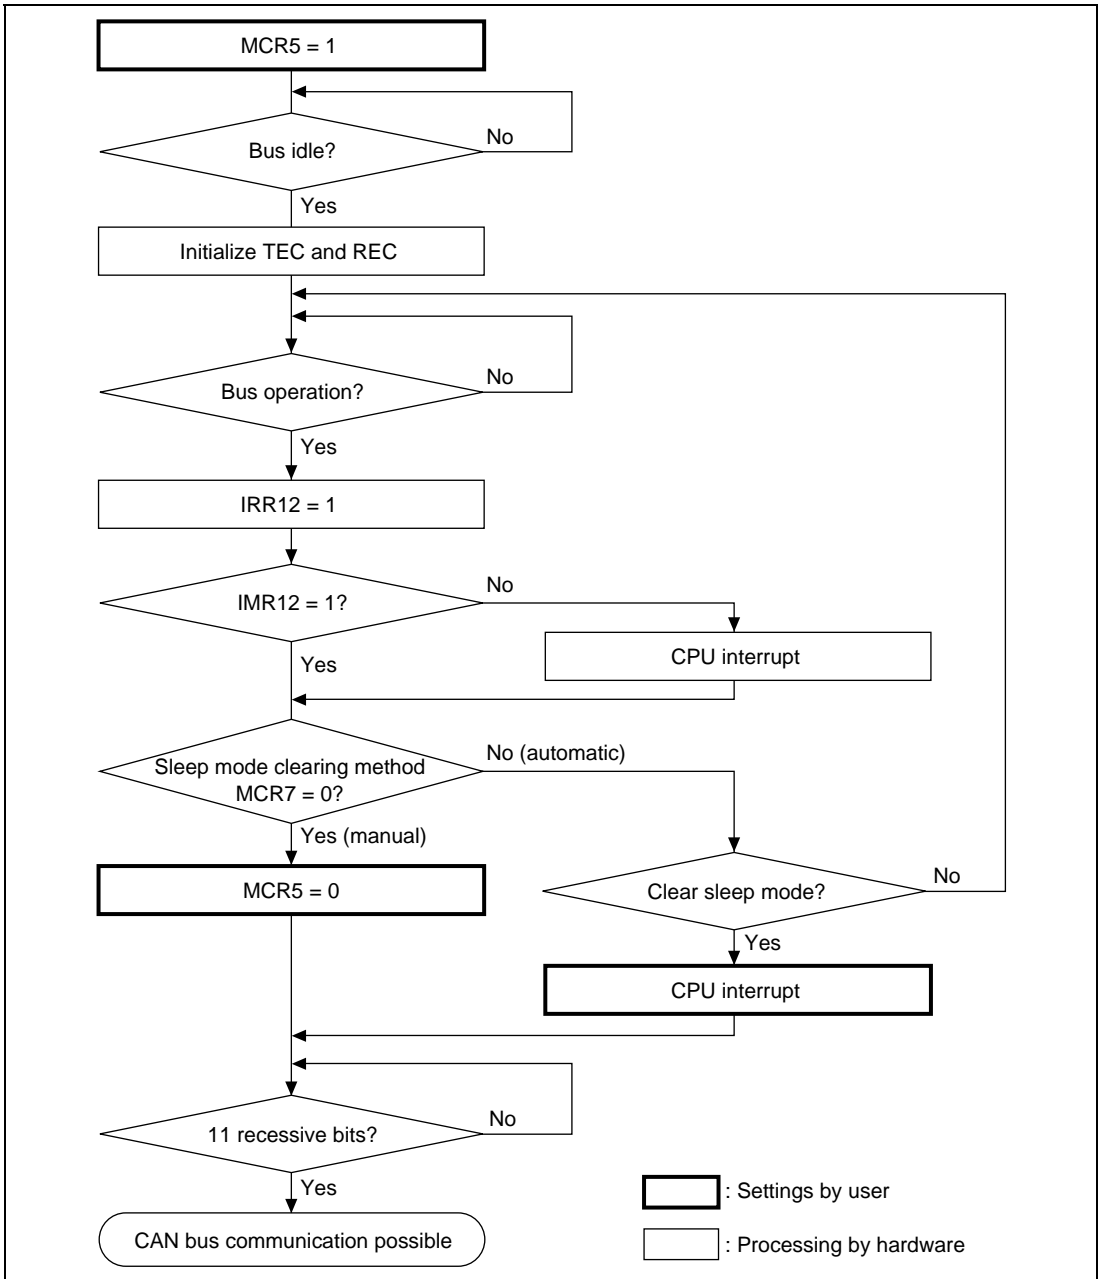 MCR5 = 1
Bus idle?
No
Yes
Initialize TEC and REC
Bus operation?
No
Yes
IRR12 = 1
IMR12 = 1?
No
Yes
CPU interrupt
Sleep mode clearing method
MCR7 = 0?
No (automatic)
Yes (manual)
MCR5 = 0
Clear sleep mode?
No
Yes
CPU interrupt
11 recessive bits?
No
Yes
CAN bus communication possible
: Settings by user
: Processing by hardware